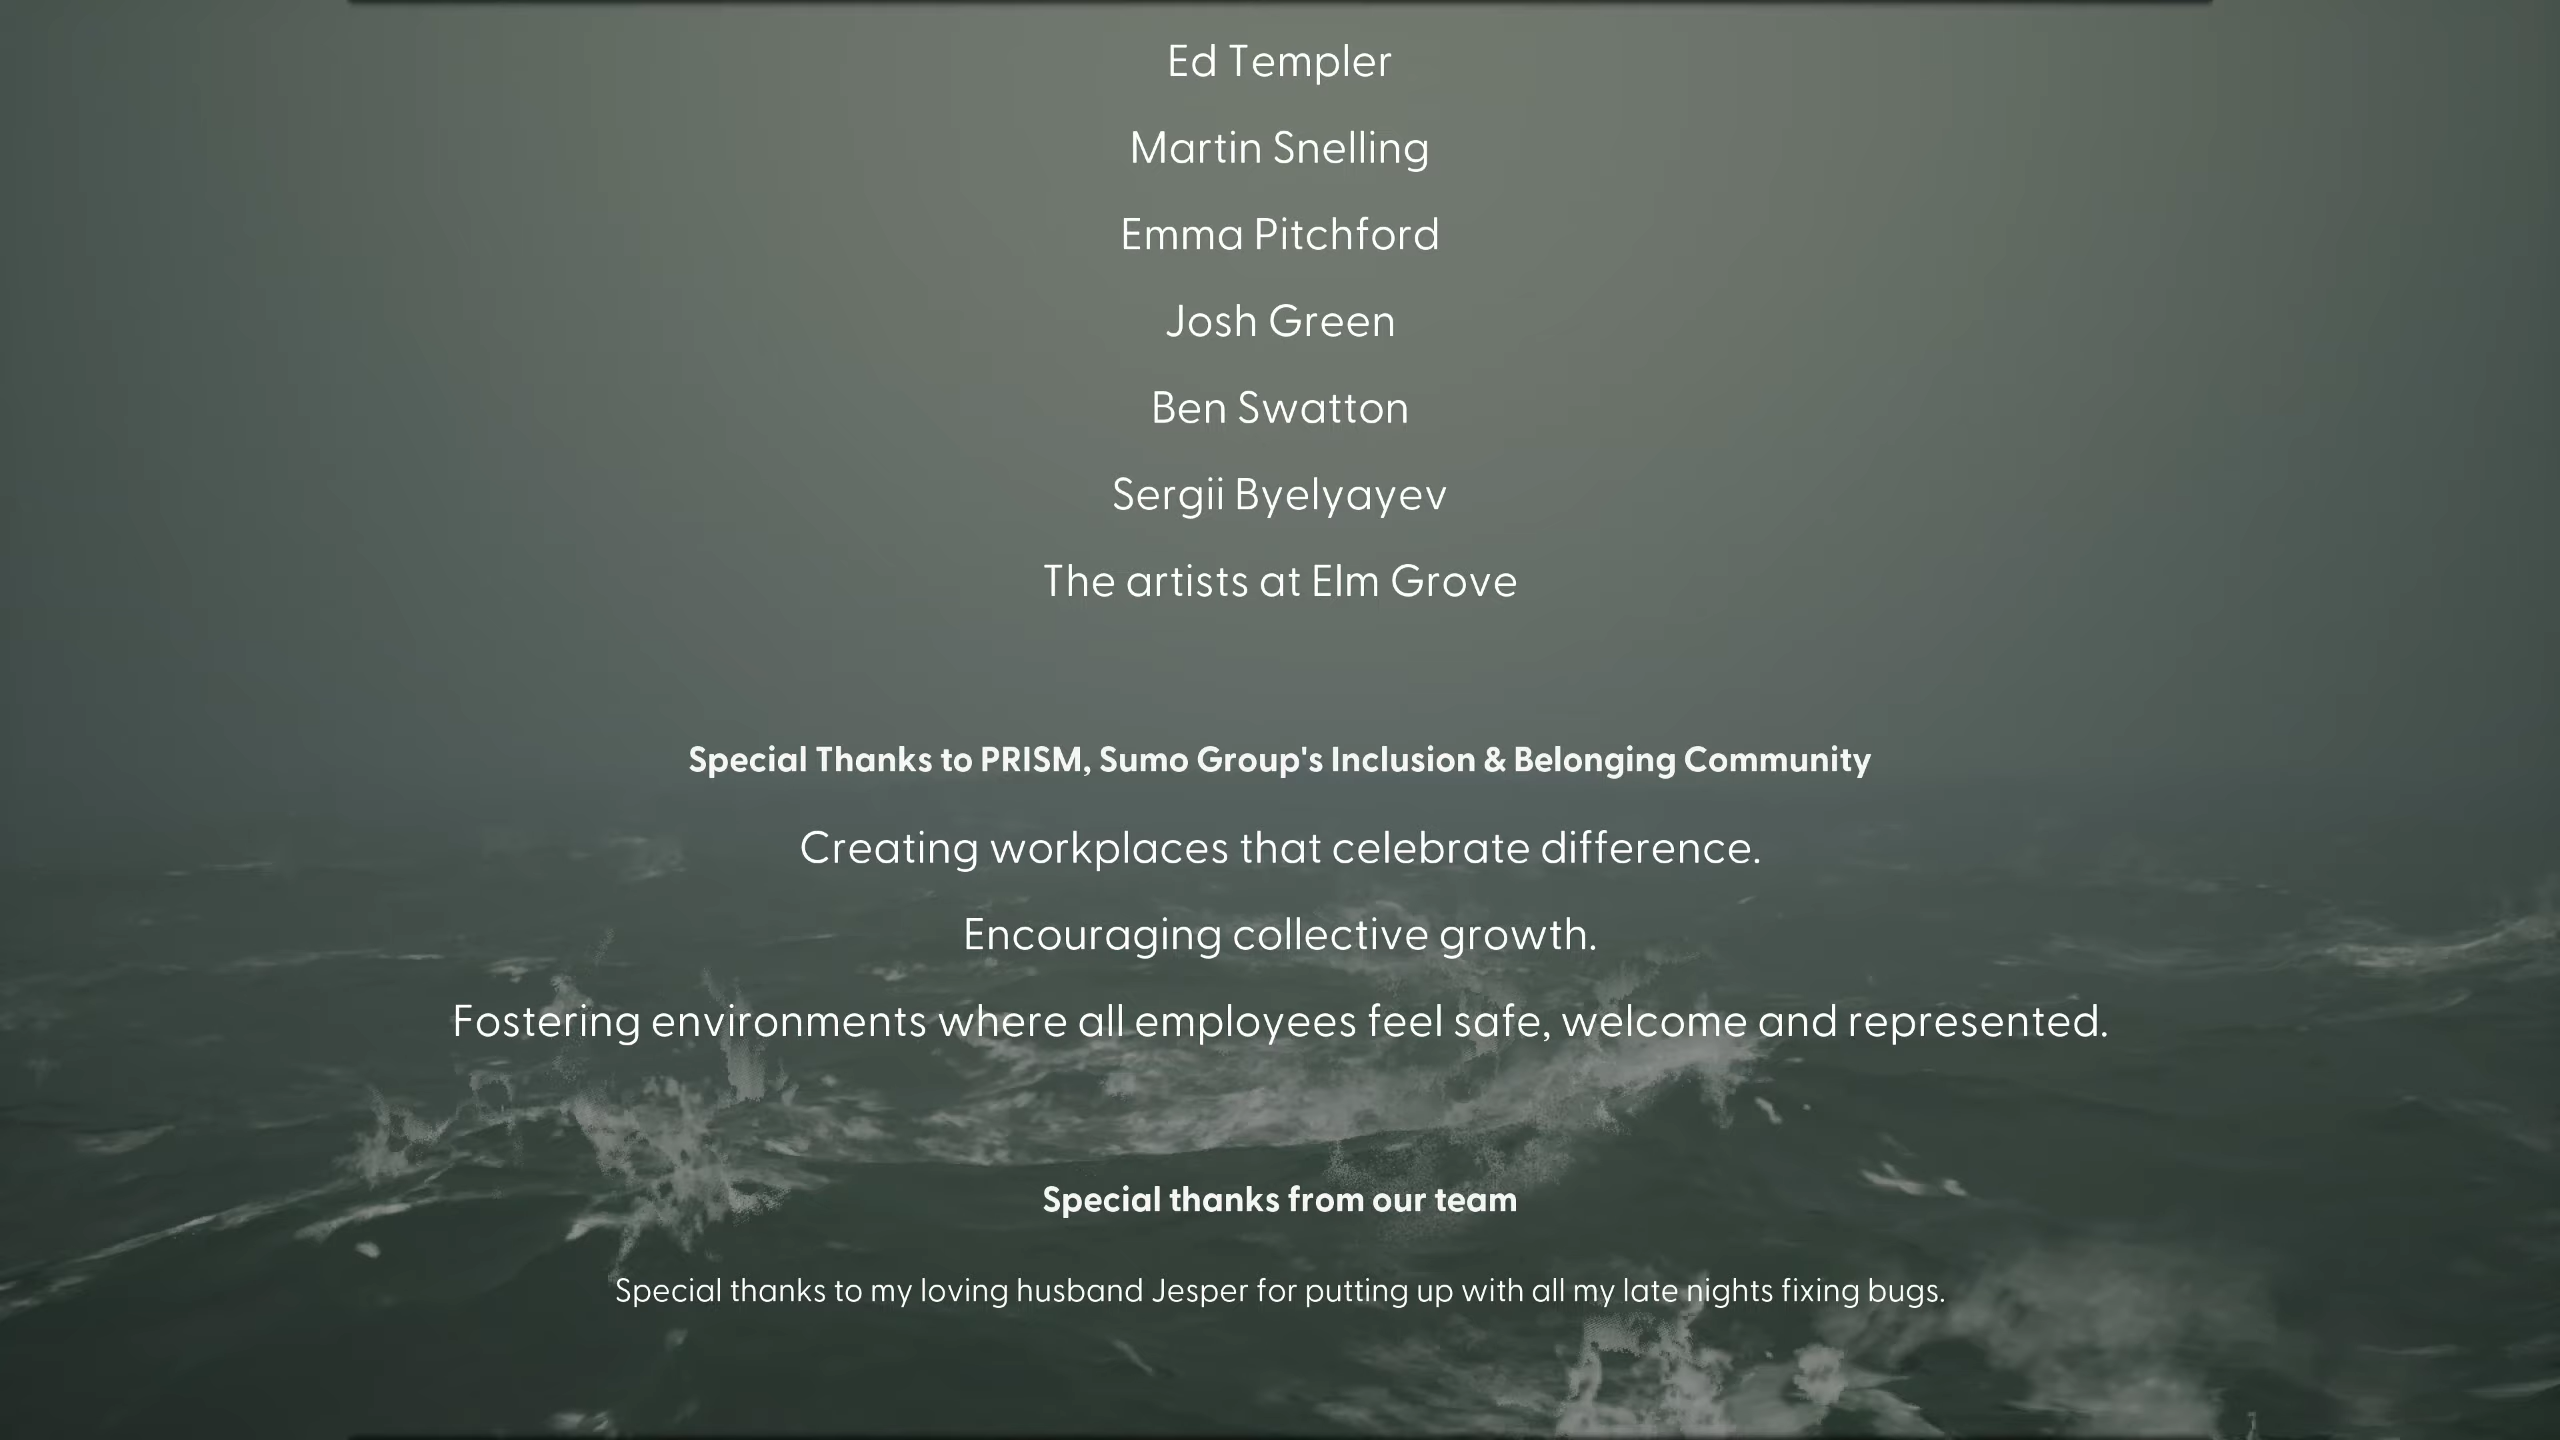 Ed Templer
Martin Snelling
Emma Pitchford
Josh Green
Ben Swatton
Sergii Byelyayev
The artists at Elm Grove
Special Thanks to PRISM, Sumo Group's Inclusion & Belonging Community
Creating workplaces that celebrate difference.
Encouraging collective growth.
Fostering environments where all employees feel safe, welcome and represented.
Special thanks from our team
Special thanks to my loving husband Jesper for putting up with all my late nights fixing bugs.